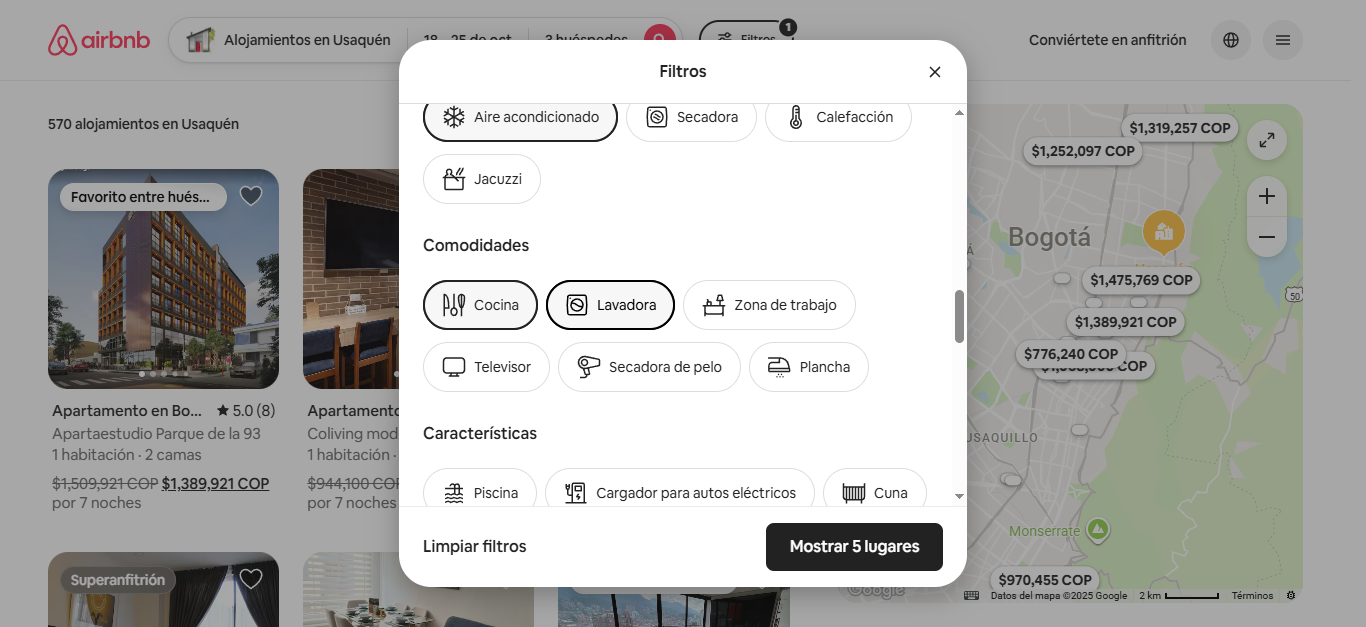 airbnb
Alojamientos en Usaquén
18 – 25 de oct
3 huéspedes
Filtros
1
Conviértete en anfitrión
Filtros
570 alojamientos en Usaquén
Aire acondicionado
Secadora
Calefacción
Jacuzzi
Comodidades
Cocina
Lavadora
Zona de trabajo
Televisor
Secadora de pelo
Plancha
Características
Piscina
Cargador para autos eléctricos
Cuna
Limpiar filtros
Mostrar 5 lugares
Favorito entre hués...
Apartamento en Bo... 5.0 (8)
Apartaestudio Parque de la 93
1 habitación · 2 camas
$1,509,921 COP $1,389,921 COP
por 7 noches
Apartamento
Coliving mod
1 habitación ·
$944,100 COP
por 7 noches
Superanfitrión
$1,319,257 COP
$1,252,097 COP
Bogotá
$1,475,769 COP
50
$1,389,921 COP
$776,240 COP
COP
USAQUILLO
Monserrate
$970,455 COP
Google
Datos del mapa ©2025 Google
2 km
Términos